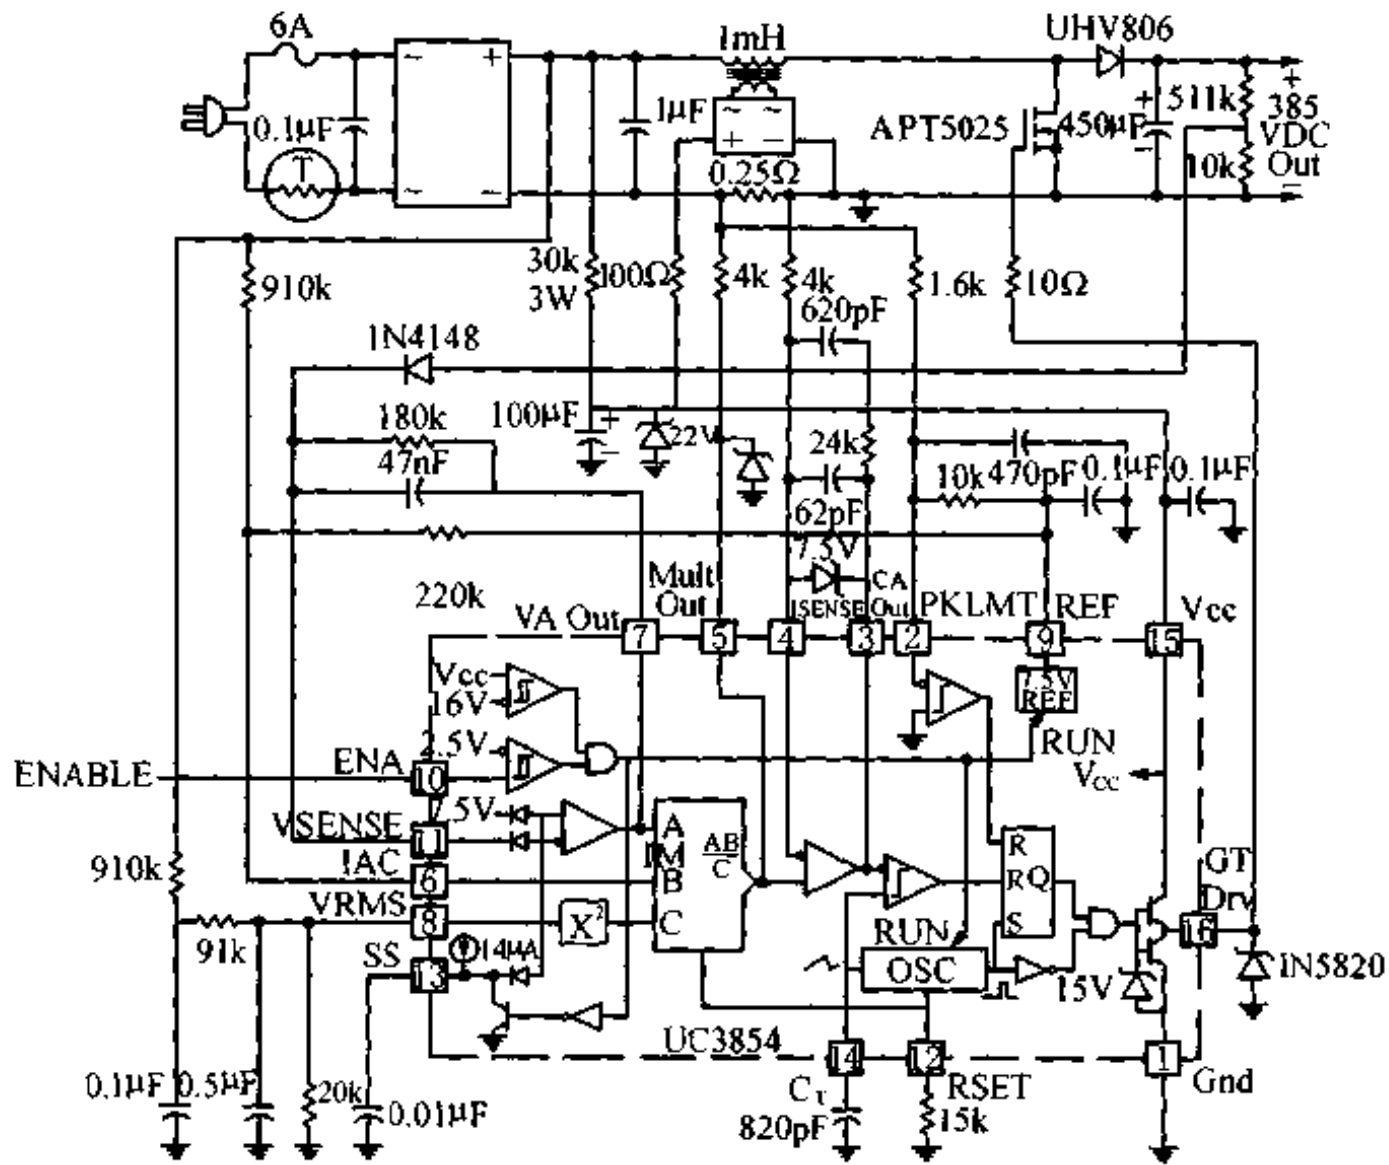 6A
1mH
UHV806
0.1μF
T
~
+
~
−
1μF
~ ~
+ −
0.25Ω
APT5025
450μF
+
−
511k
10k
+
385
VDC
Out
−
910k
30k
3W
100Ω
4k
4k
1.6k
10Ω
620pF
1N4148
180k
47nF
100μF
+
−
22V
24k
62pF
7.5V
10k
470pF
0.1μF
0.1μF
220k
VA Out
Mult
Out
ISENSE
CA
Out
PKLMT
REF
Vcc
7
5
4
3
2
9
15
Vcc
16V
2.5V
7.5V
REF
RUN
Vcc
ENABLE
ENA
10
7.5V
VSENSE
11
IAC
6
VRMS
8
SS
13
910k
91k
14μA
X²
A
M
B
C
AB
C
R
R Q
S
GT
Drv
16
RUN
OSC
15V
IN5820
UC3854
14
12
1
Cτ
RSET
Gnd
0.1μF
0.5μF
20k
0.01μF
820pF
15k